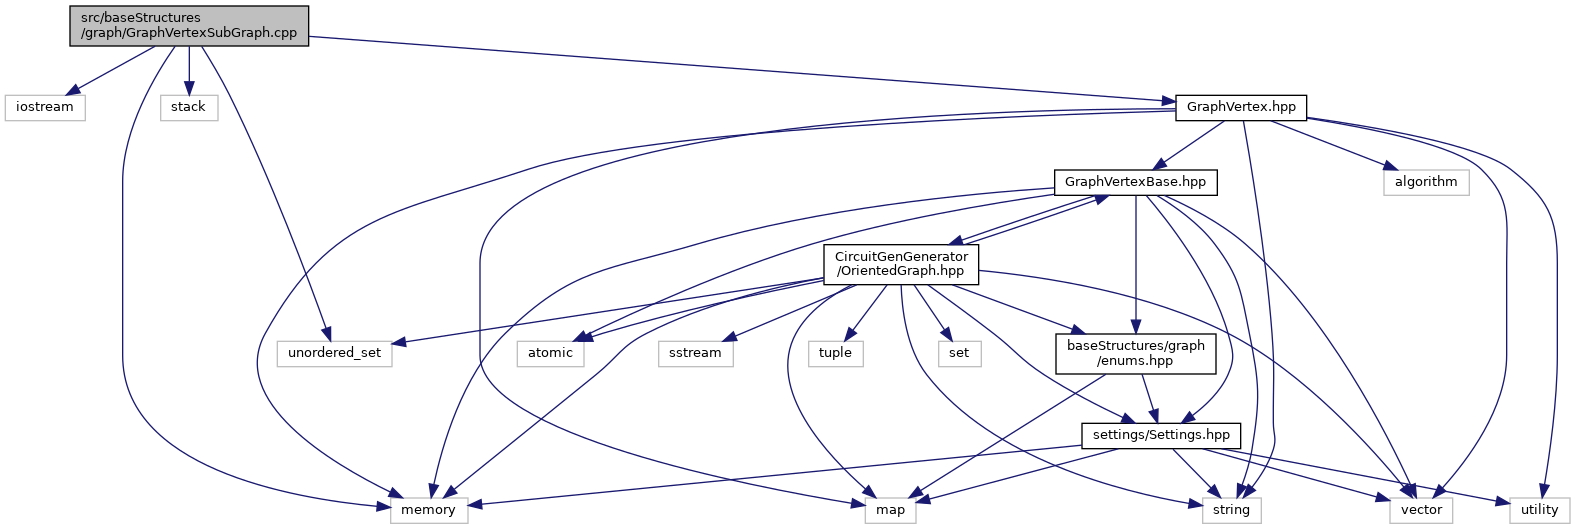 src/baseStructures
/graph/GraphVertexSubGraph.cpp
iostream
stack
GraphVertex.hpp
GraphVertexBase.hpp
algorithm
CircuitGenGenerator
/OrientedGraph.hpp
unordered_set
atomic
sstream
tuple
set
baseStructures/graph
/enums.hpp
settings/Settings.hpp
memory
map
string
vector
utility